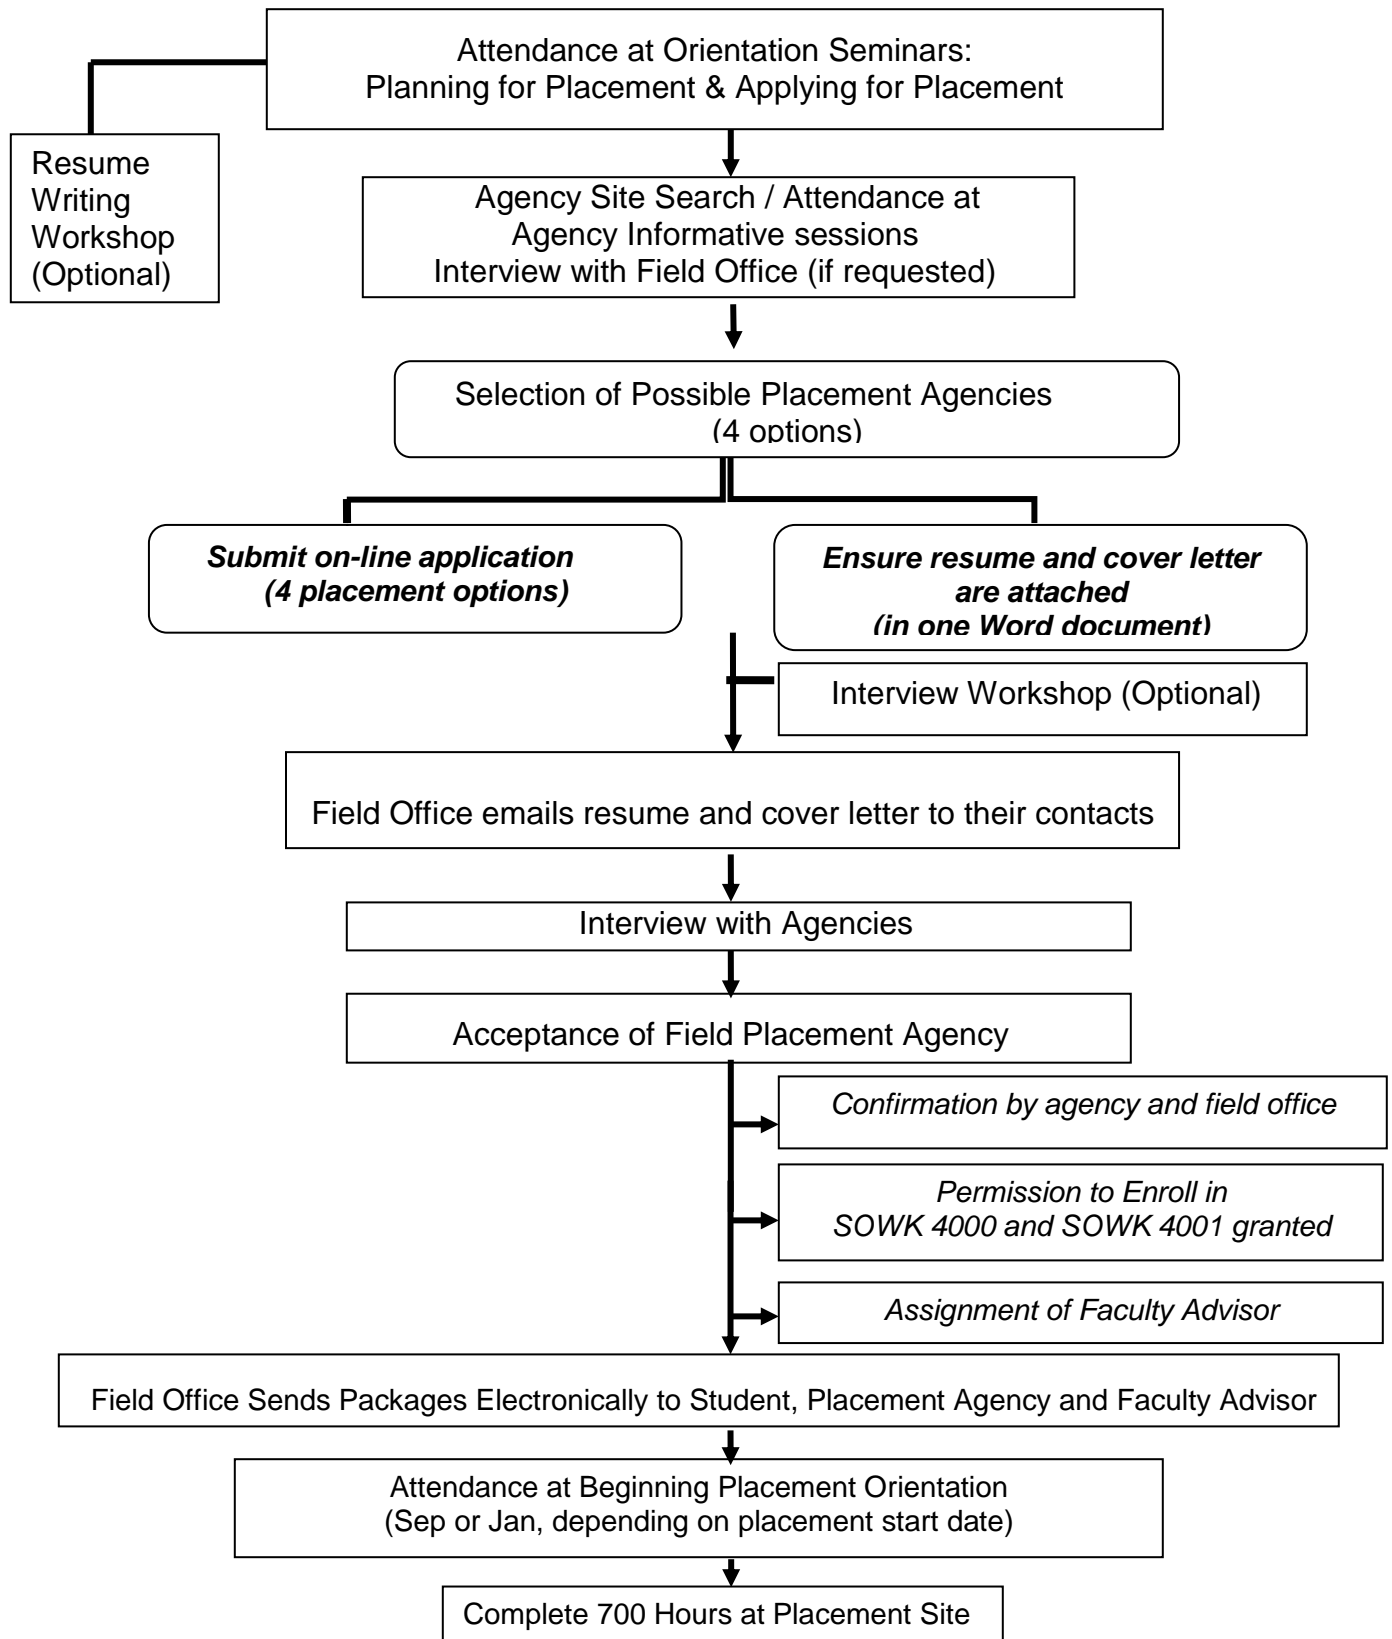 Attendance at Orientation Seminars:
Planning for Placement & Applying for Placement
Resume
Writing
Workshop
(Optional)
Agency Site Search / Attendance at
Agency Informative sessions
Interview with Field Office (if requested)
Selection of Possible Placement Agencies
(4 options)
Submit on-line application
(4 placement options)
Ensure resume and cover letter
are attached
(in one Word document)
Interview Workshop (Optional)
Field Office emails resume and cover letter to their contacts
Interview with Agencies
Acceptance of Field Placement Agency
Confirmation by agency and field office
Permission to Enroll in
SOWK 4000 and SOWK 4001 granted
Assignment of Faculty Advisor
Field Office Sends Packages Electronically to Student, Placement Agency and Faculty Advisor
Attendance at Beginning Placement Orientation
(Sep or Jan, depending on placement start date)
Complete 700 Hours at Placement Site